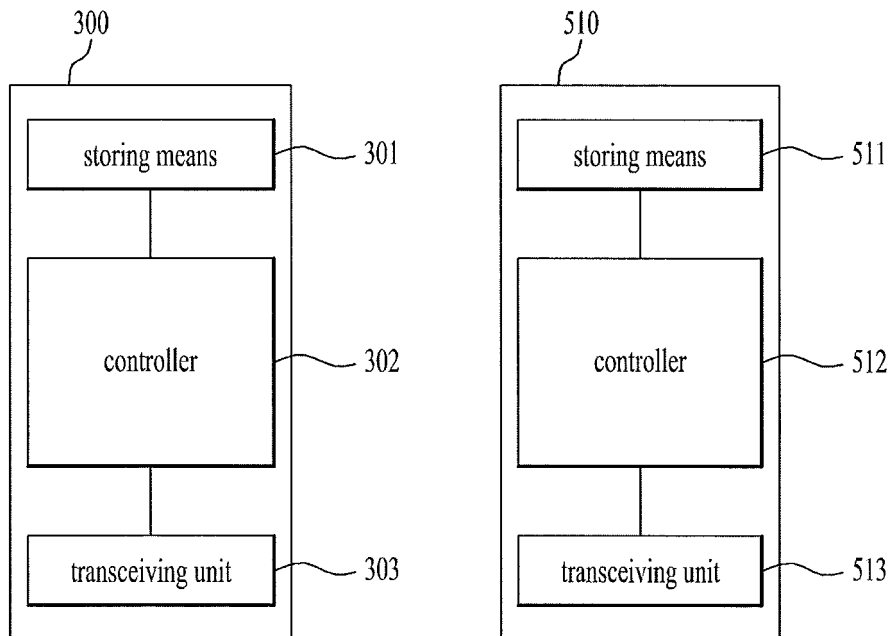 300
storing means
301
controller
302
transceiving unit
303
510
storing means
511
controller
512
transceiving unit
513